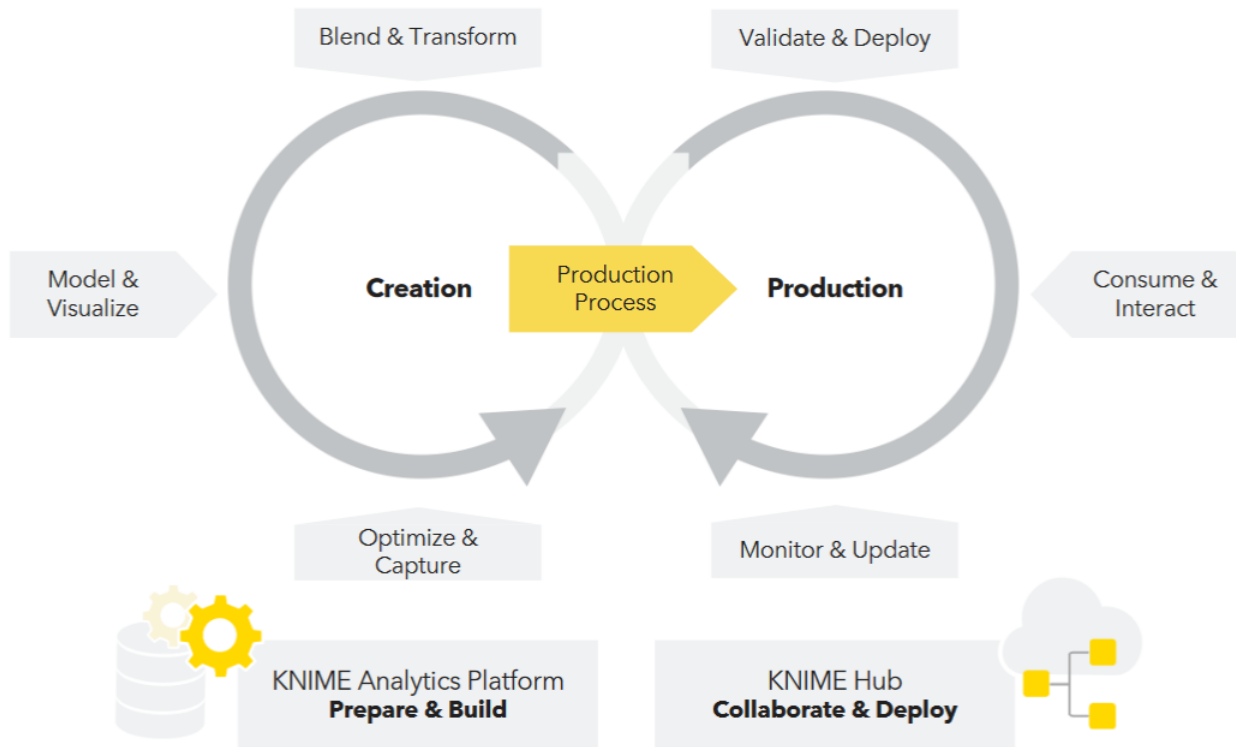 Blend & Transform
Validate & Deploy
Model &
Visualize
Creation
Production
Process
Production
Consume &
Interact
Optimize &
Capture
Monitor & Update
KNIME Analytics Platform
Prepare & Build
KNIME Hub
Collaborate & Deploy